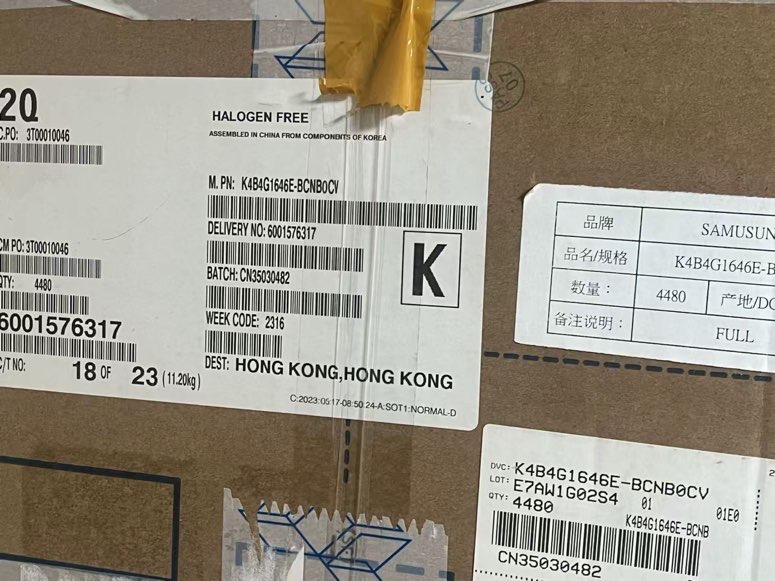 2Q
C.PO: 3T00010046
HALOGEN FREE
ASSEMBLED IN CHINA FROM COMPONENTS OF KOREA
M. PN: K4B4G1646E-BCNB0CV
DELIVERY NO: 6001576317
CM PO: 3T00010046
BATCH: CN35030482
K
QTY: 4480
WEEK CODE: 2316
6001576317
DEST: HONG KONG,HONG KONG
C/T NO: 18 OF 23 (11.20kg)
C:2023:05:17-08:50:24-A:SOT1:NORMAL-D
品牌 SAMUSUN
品名/规格 K4B4G1646E-B
数量: 4480 产地/DC
备注说明: FULL
DVC: K4B4G1646E-BCNB0CV
LOT: E7AW1G02S4 01 01E0
QTY: 4480 K4B4G1646E-BCNB
CN35030482